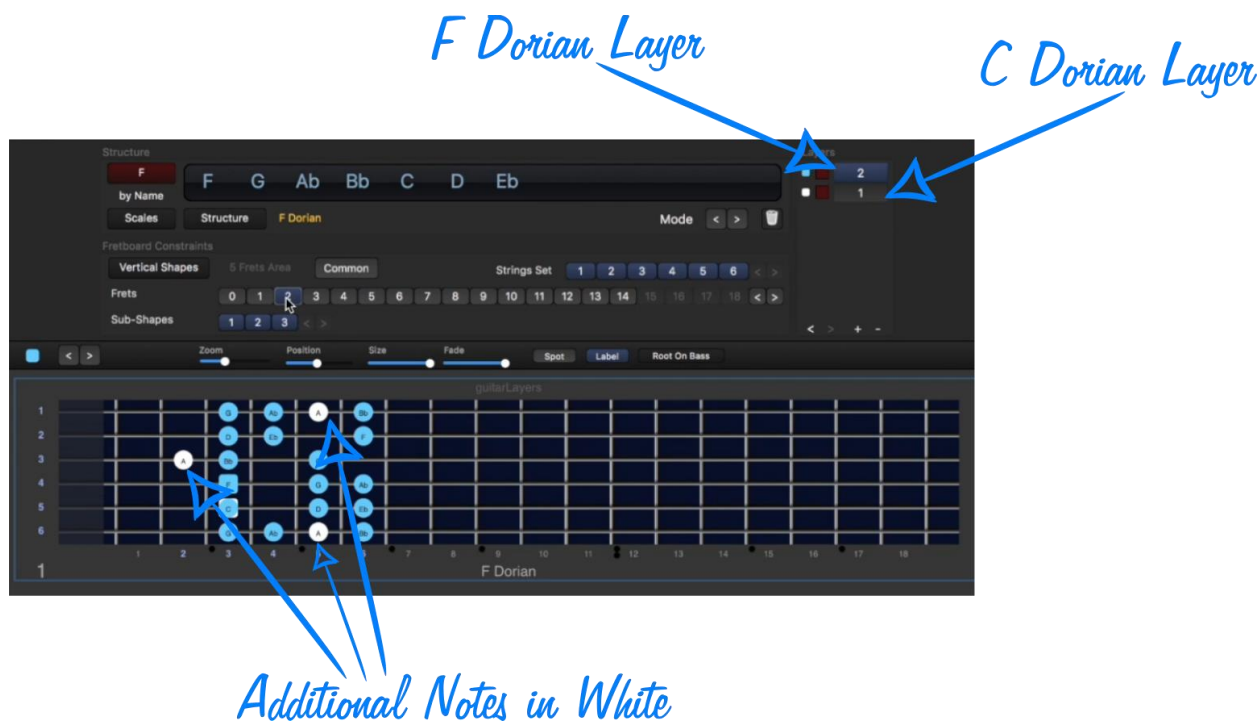 F Dorian Layer
C Dorian Layer
Structure
Layers
F
F G Ab Bb C D Eb
2
by Name
1
Scales Structure F Dorian Mode < >
Fretboard Constraints
Vertical Shapes 5 Frets Area Common Strings Set 1 2 3 4 5 6 < >
Frets 0 1 2 3 4 5 6 7 8 9 10 11 12 13 14 15 16 17 18 < >
Sub-Shapes 1 2 3 < >
< > + -
< > Zoom Position Size Fade Spot Label Root On Bass
guitarLayers
1 G Ab A Bb
2 D Eb F
3 A Bb
4 F G Ab
5 C D Eb
6 G Ab A Bb
1 2 3 4 6 7 8 9 10 11 12 13 14 15 16 17 18
1 F Dorian
Additional Notes in White